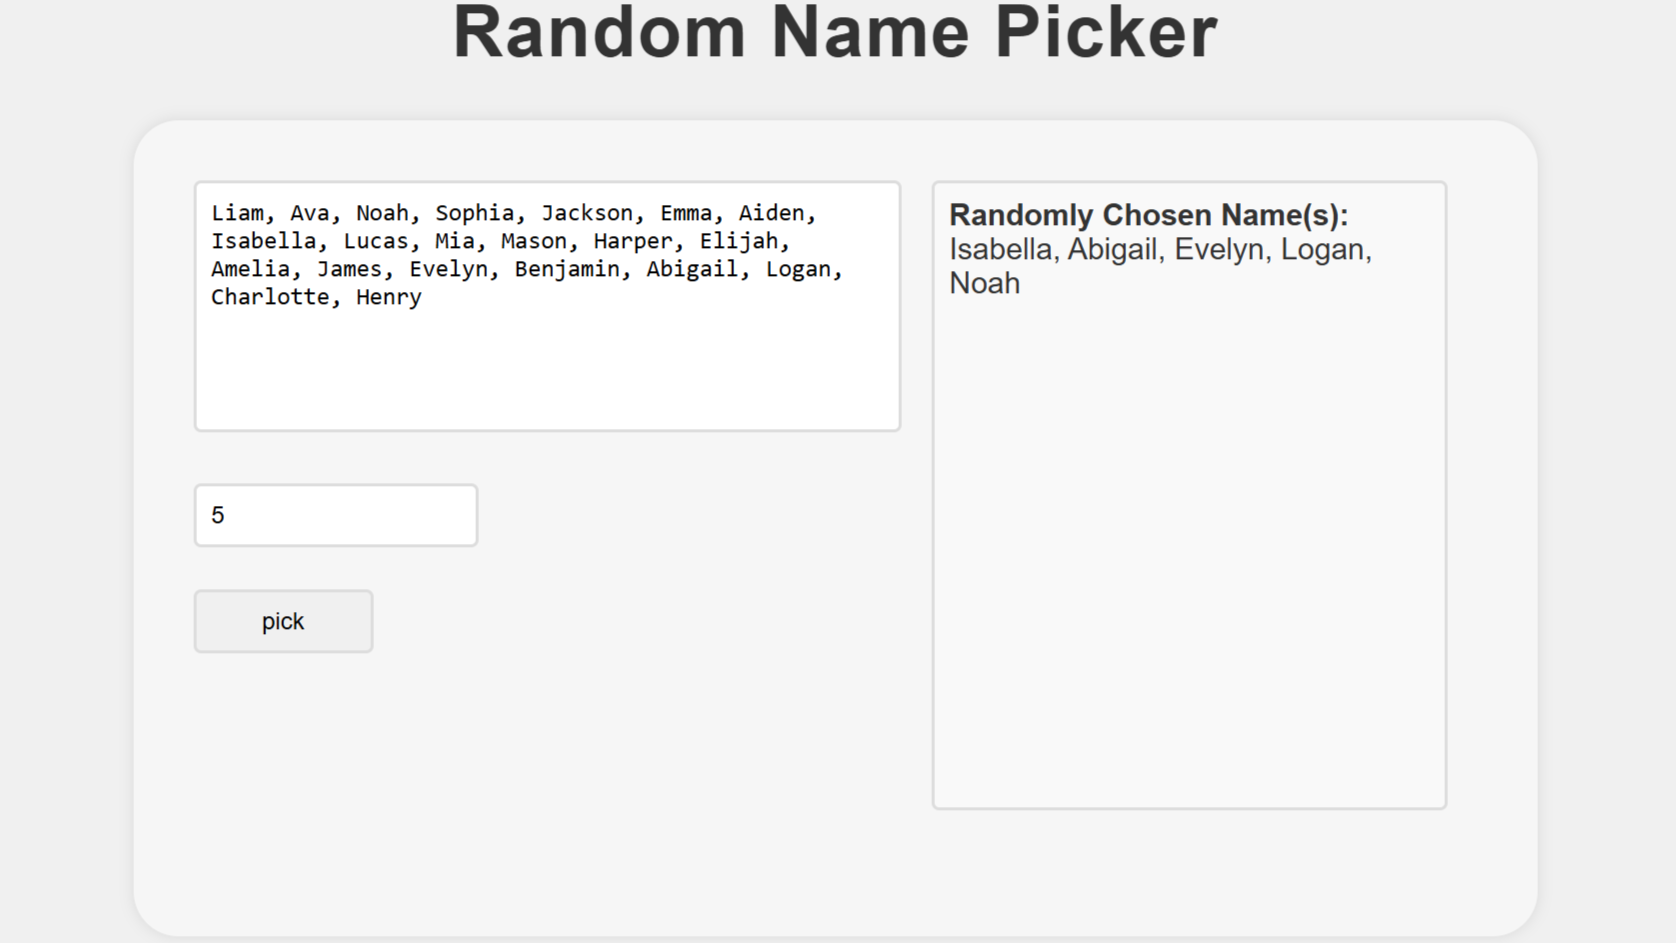 Random Name Picker
Liam, Ava, Noah, Sophia, Jackson, Emma, Aiden,
Isabella, Lucas, Mia, Mason, Harper, Elijah,
Amelia, James, Evelyn, Benjamin, Abigail, Logan,
Charlotte, Henry
5
pick
Randomly Chosen Name(s):
Isabella, Abigail, Evelyn, Logan,
Noah